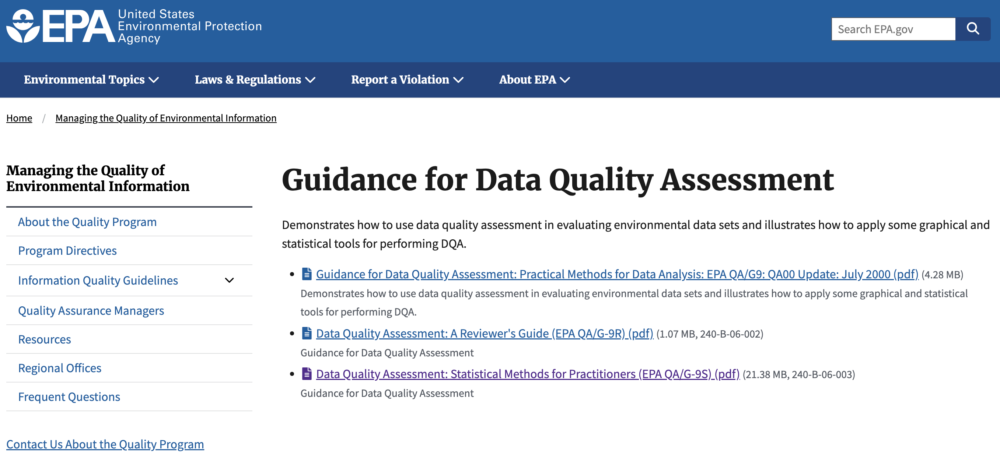 EPA
United States
Environmental Protection
Agency
Search EPA.gov
Environmental Topics
Laws & Regulations
Report a Violation
About EPA
Home / Managing the Quality of Environmental Information
Managing the Quality of
Environmental Information
About the Quality Program
Program Directives
Information Quality Guidelines
Quality Assurance Managers
Resources
Regional Offices
Frequent Questions
Contact Us About the Quality Program
Guidance for Data Quality Assessment
Demonstrates how to use data quality assessment in evaluating environmental data sets and illustrates how to apply some graphical and
statistical tools for performing DQA.
• Guidance for Data Quality Assessment: Practical Methods for Data Analysis: EPA QA/G9: QA00 Update: July 2000 (pdf) (4.28 MB)
Demonstrates how to use data quality assessment in evaluating environmental data sets and illustrates how to apply some graphical and statistical
tools for performing DQA.
• Data Quality Assessment: A Reviewer's Guide (EPA QA/G-9R) (pdf) (1.07 MB, 240-B-06-002)
Guidance for Data Quality Assessment
• Data Quality Assessment: Statistical Methods for Practitioners (EPA QA/G-9S) (pdf) (21.38 MB, 240-B-06-003)
Guidance for Data Quality Assessment